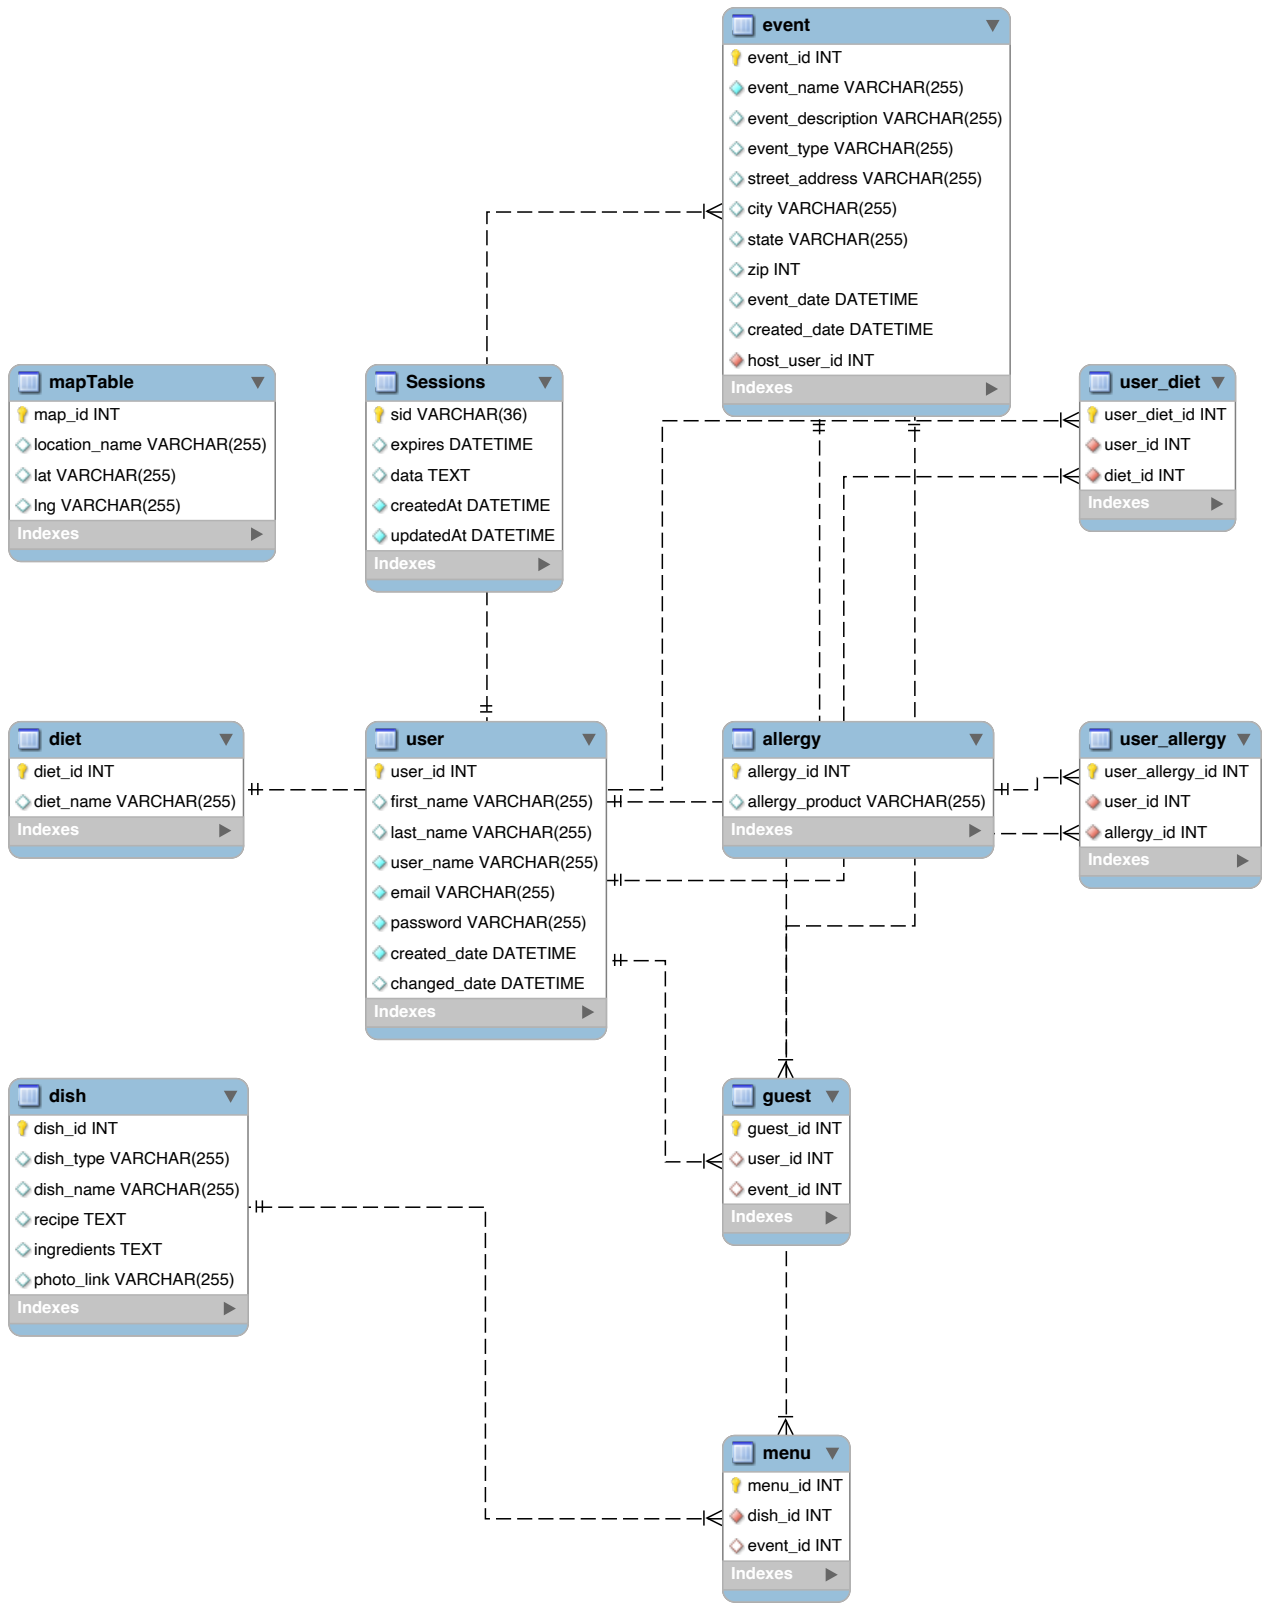 event
event_id INT
event_name VARCHAR(255)
event_description VARCHAR(255)
event_type VARCHAR(255)
street_address VARCHAR(255)
city VARCHAR(255)
state VARCHAR(255)
zip INT
event_date DATETIME
created_date DATETIME
host_user_id INT
Indexes
mapTable
map_id INT
location_name VARCHAR(255)
lat VARCHAR(255)
lng VARCHAR(255)
Indexes
Sessions
sid VARCHAR(36)
expires DATETIME
data TEXT
createdAt DATETIME
updatedAt DATETIME
Indexes
user_diet
user_diet_id INT
user_id INT
diet_id INT
Indexes
diet
diet_id INT
diet_name VARCHAR(255)
Indexes
user
user_id INT
first_name VARCHAR(255)
last_name VARCHAR(255)
user_name VARCHAR(255)
email VARCHAR(255)
password VARCHAR(255)
created_date DATETIME
changed_date DATETIME
Indexes
allergy
allergy_id INT
allergy_product VARCHAR(255)
Indexes
user_allergy
user_allergy_id INT
user_id INT
allergy_id INT
Indexes
dish
dish_id INT
dish_type VARCHAR(255)
dish_name VARCHAR(255)
recipe TEXT
ingredients TEXT
photo_link VARCHAR(255)
Indexes
guest
guest_id INT
user_id INT
event_id INT
Indexes
menu
menu_id INT
dish_id INT
event_id INT
Indexes